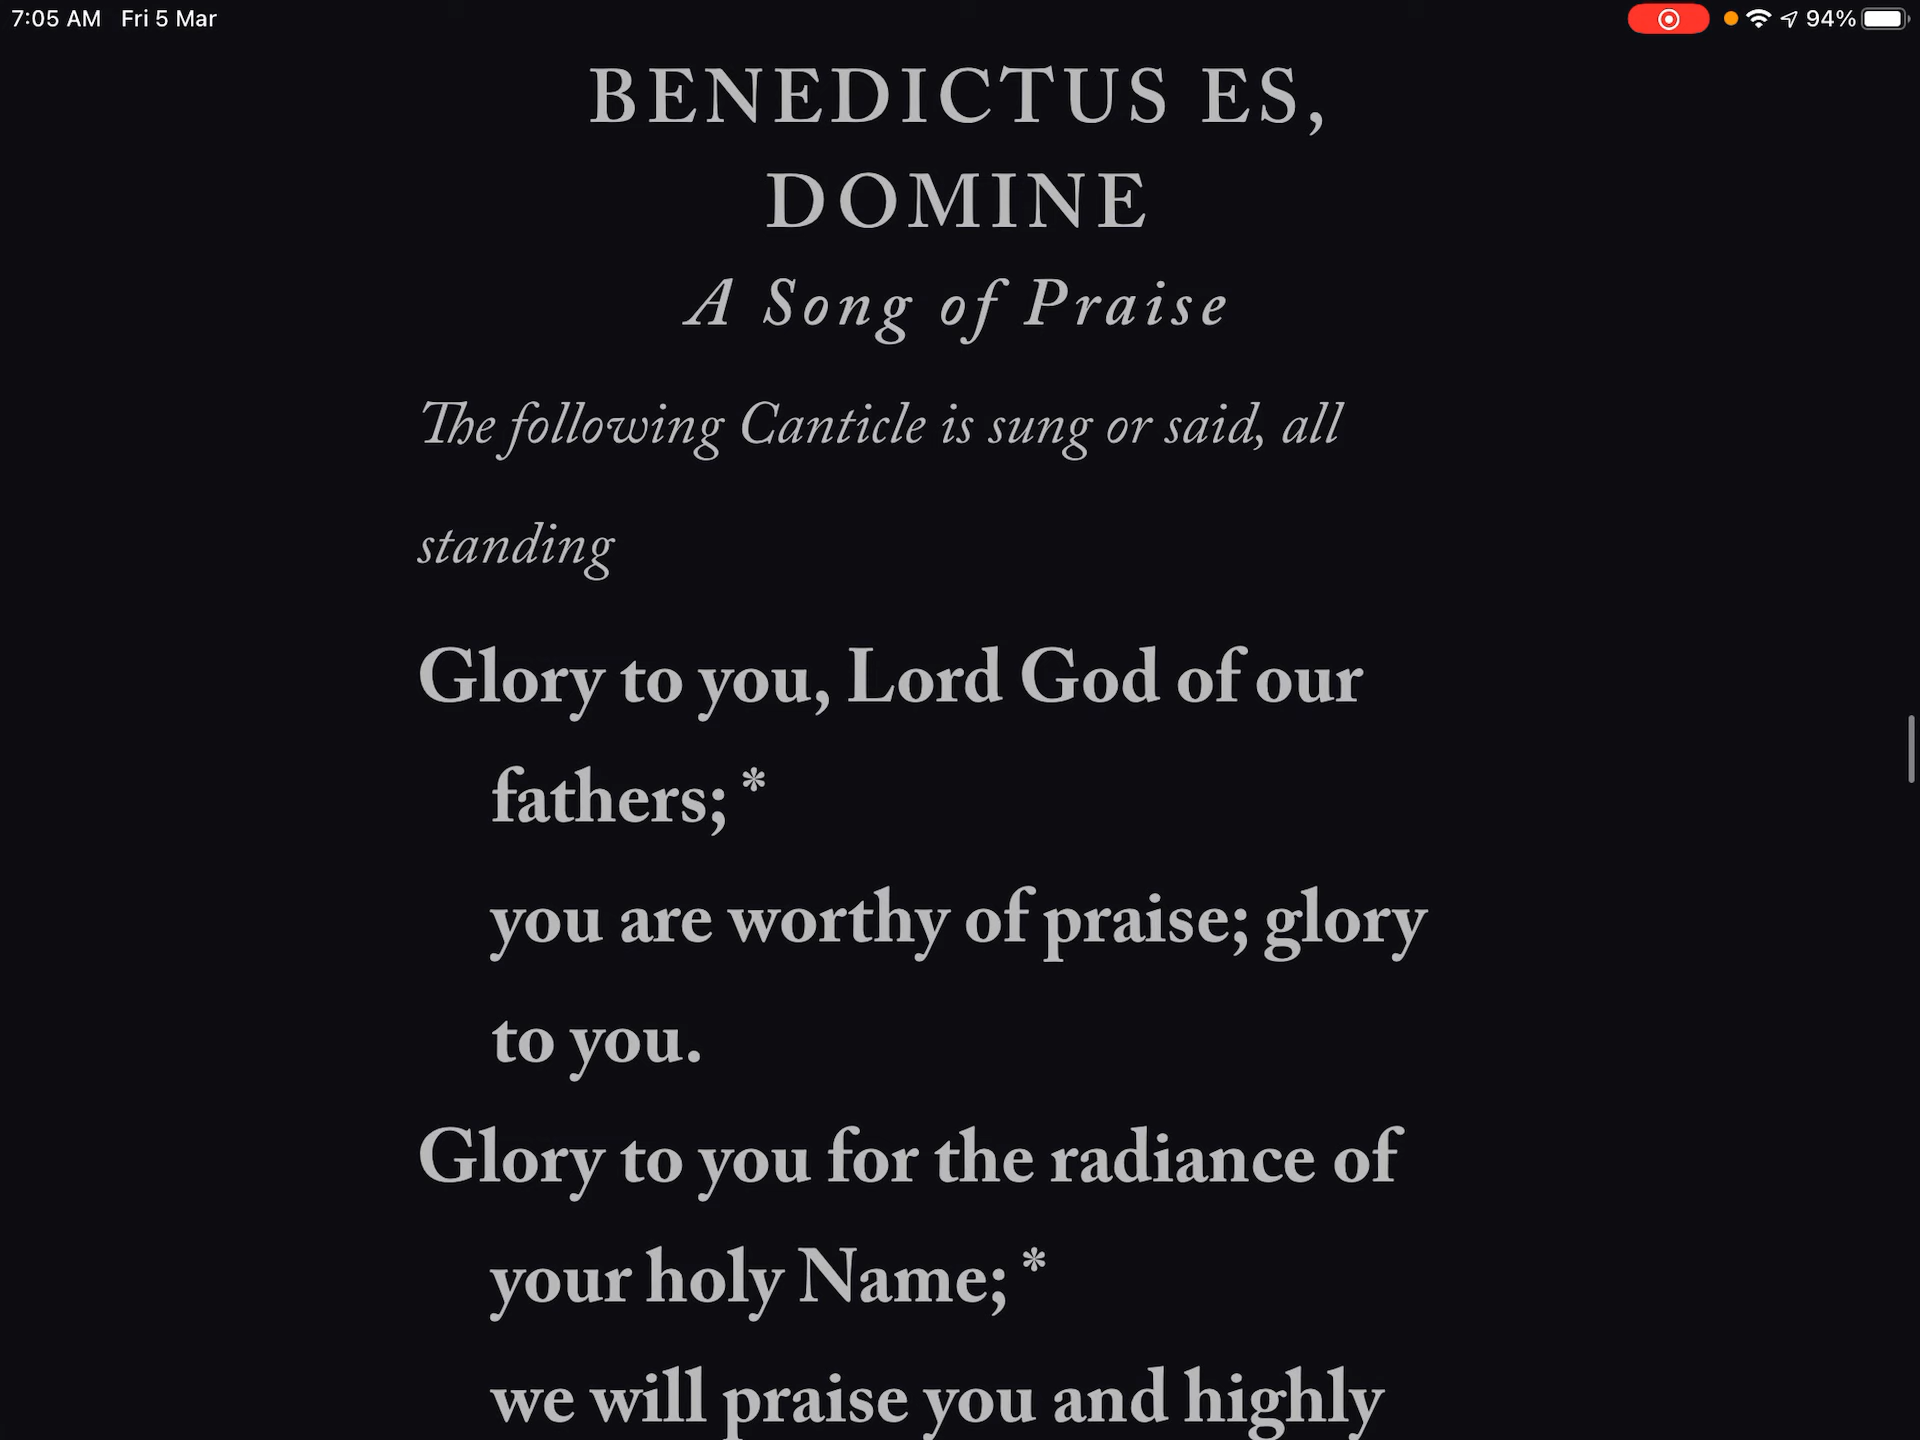 7:05 AM Fri 5 Mar 94%
BENEDICTUS ES,
DOMINE
A Song of Praise
The following Canticle is sung or said, all
standing
Glory to you, Lord God of our
fathers; *
you are worthy of praise; glory
to you.
Glory to you for the radiance of
your holy Name; *
we will praise you and highly